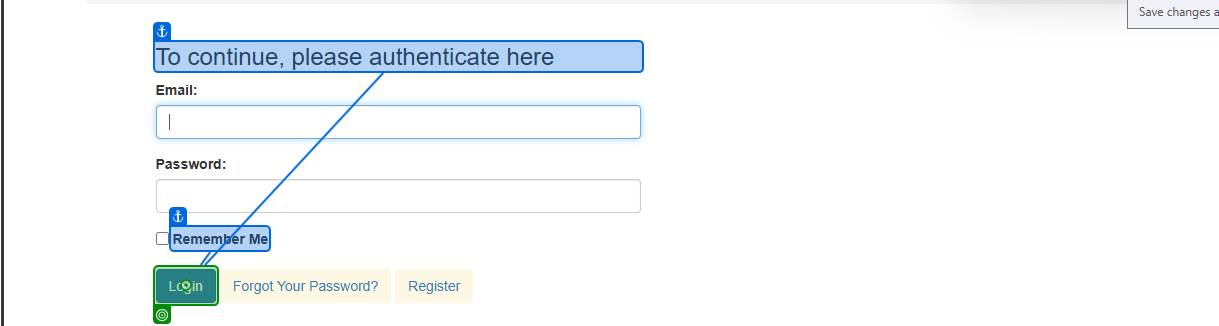 Save changes a
To continue, please authenticate here
Email:
Password:
Remember Me
Login Forgot Your Password? Register